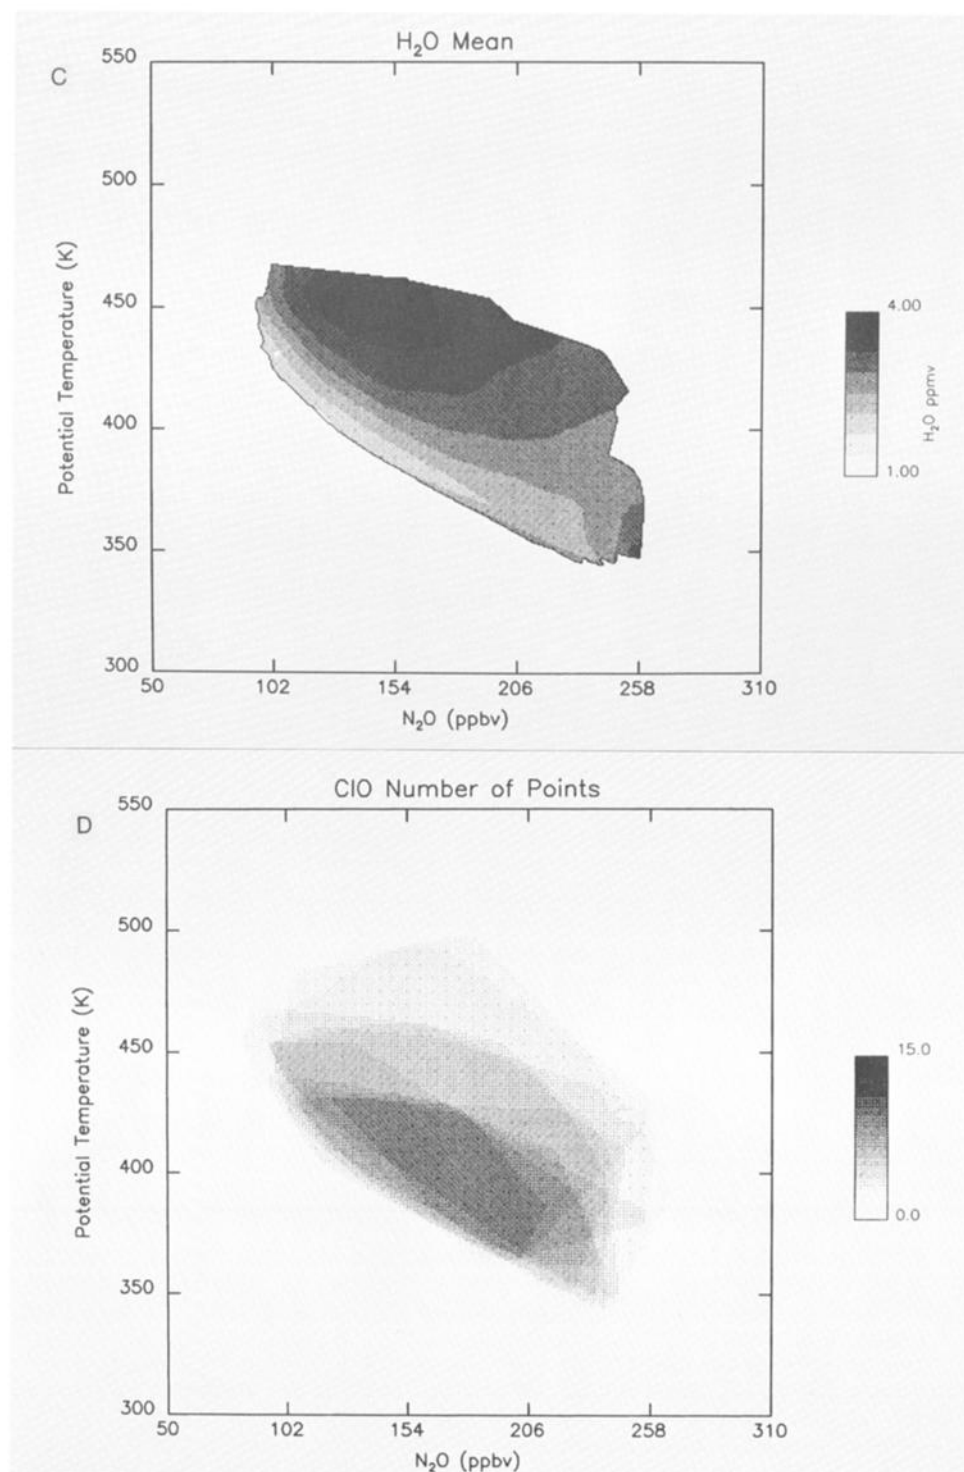 H₂O Mean
C
550
500
450
400
350
300
Potential Temperature (K)
50 102 154 206 258 310
N₂O (ppbv)
4.00
1.00
H₂O ppmv
ClO Number of Points
D
550
500
450
400
350
300
Potential Temperature (K)
50 102 154 206 258 310
N₂O (ppbv)
15.0
0.0